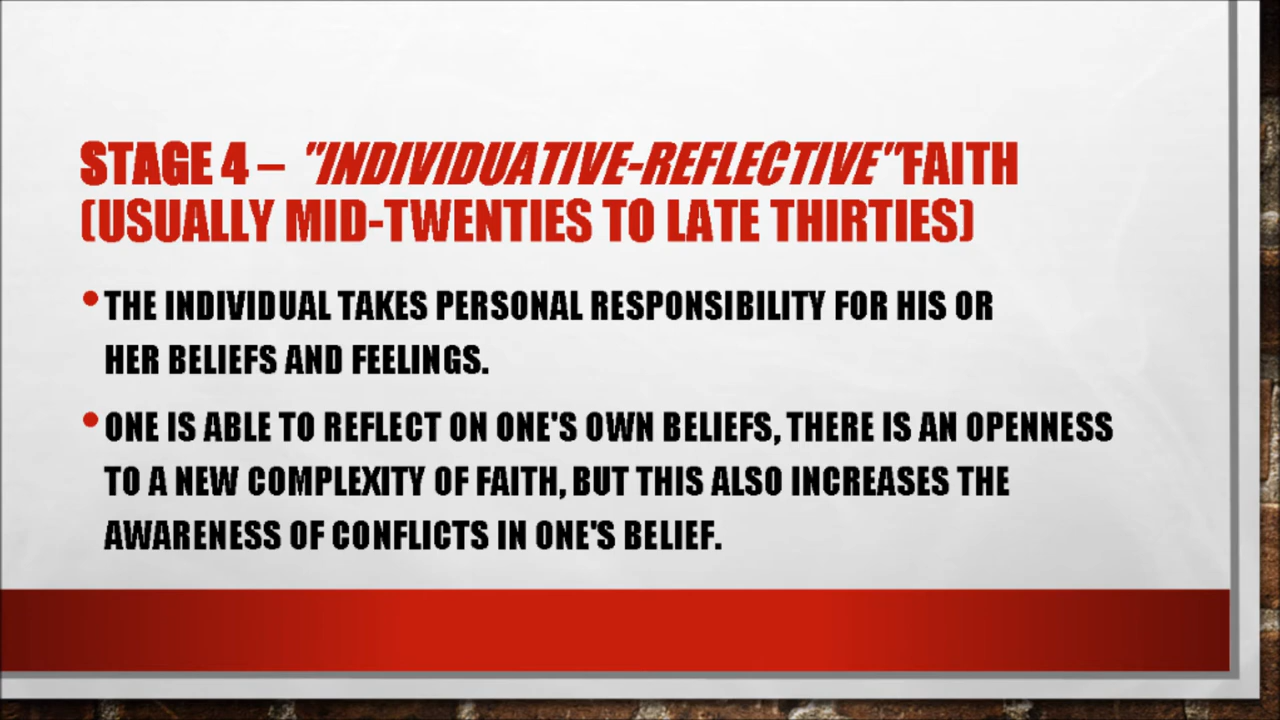 STAGE 4 – "INDIVIDUATIVE-REFLECTIVE"FAITH
(USUALLY MID-TWENTIES TO LATE THIRTIES)
•THE INDIVIDUAL TAKES PERSONAL RESPONSIBILITY FOR HIS OR
HER BELIEFS AND FEELINGS.
•ONE IS ABLE TO REFLECT ON ONE'S OWN BELIEFS, THERE IS AN OPENNESS
TO A NEW COMPLEXITY OF FAITH, BUT THIS ALSO INCREASES THE
AWARENESS OF CONFLICTS IN ONE'S BELIEF.